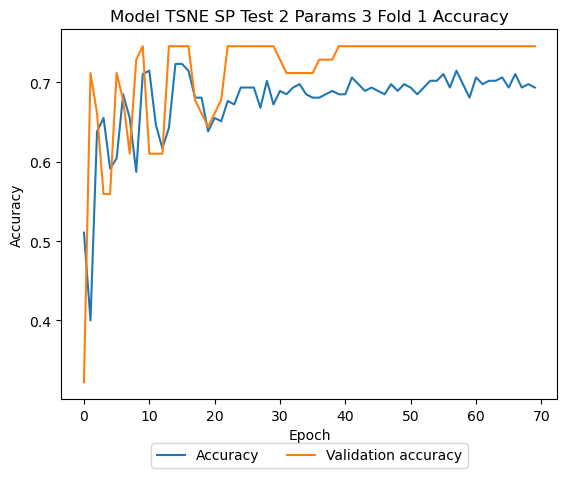 Model TSNE SP Test 2 Params 3 Fold 1 Accuracy
Accuracy
0.7
0.6
0.5
0.4
0 10 20 30 40 50 60 70
Epoch
Accuracy Validation accuracy